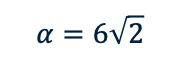 α = 6√2